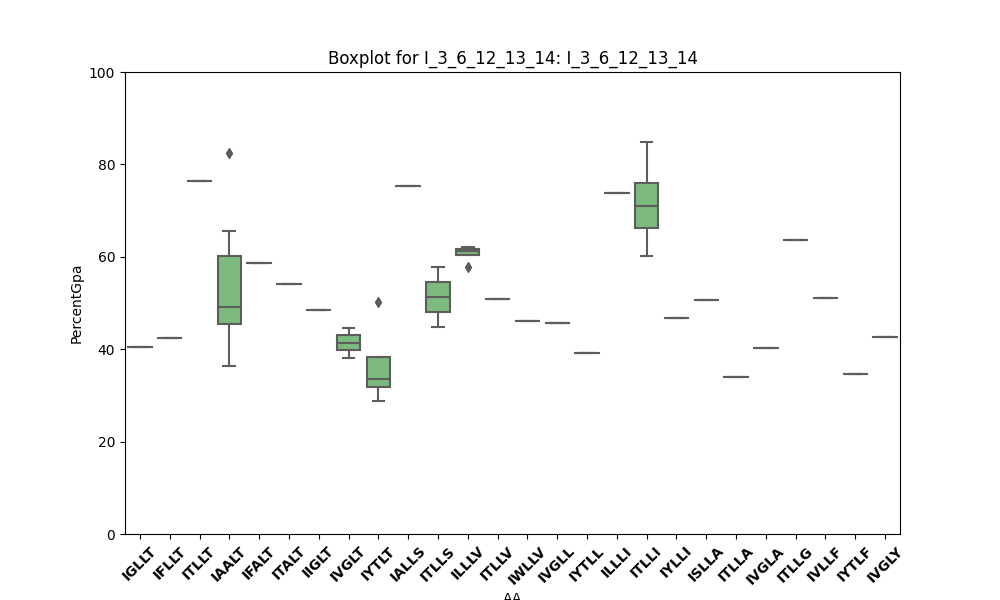 Boxplot for I_3_6_12_13_14: I_3_6_12_13_14
PercentGpa
100
80
60
40
20
0
IGLLT IFLLT ITLLT IAALT IFALT ITALT IIGLT IVGLT IYTLT IALLS ITLLS ILLLV ITLLV IWLLV IVGLL IYTLL ILLLI ITLLI IYLLI ISLLA ITLLA IVGLA ITLLG IVLLF IYTLF IVGLY
AA